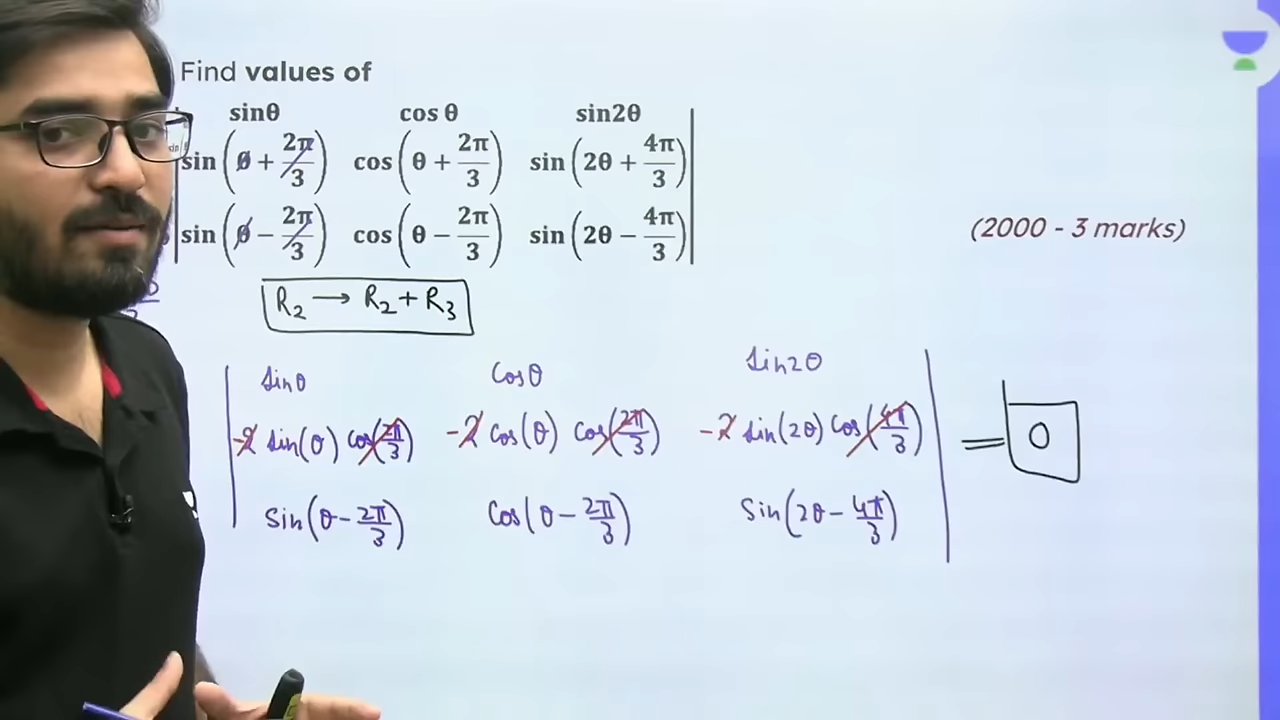 Find values of
sinθ cos θ sin2θ
sin(θ + 2π/3) cos(θ + 2π/3) sin(2θ + 4π/3)
sin(θ − 2π/3) cos(θ − 2π/3) sin(2θ − 4π/3)
(2000 - 3 marks)
R₂ → R₂ + R₃
sinθ cosθ sin2θ
-2 sin(θ) cos(2π/3) -2 cos(θ) cos(2π/3) -2 sin(2θ) cos(4π/3) = 0
sin(θ − 2π/3) cos(θ − 2π/3) sin(2θ − 4π/3)